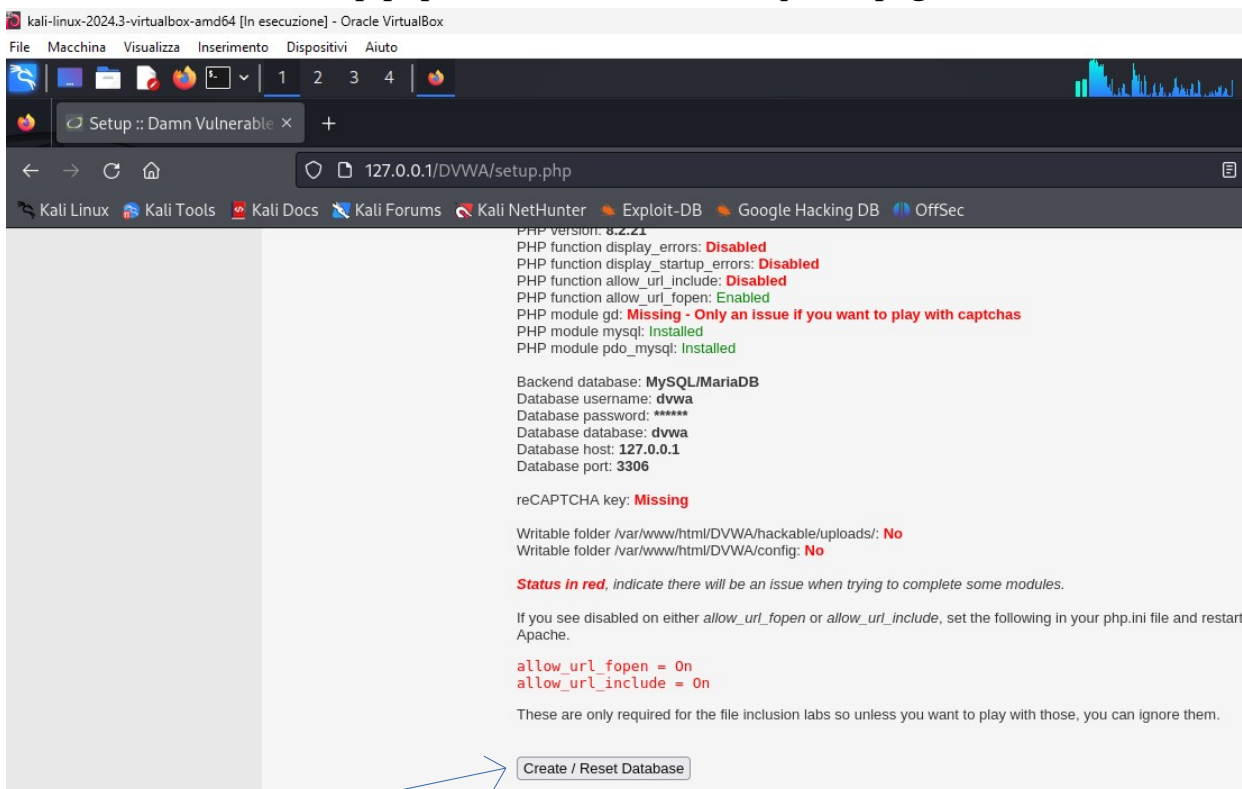 kali-linux-2024.3-virtualbox-amd64 [In esecuzione] - Oracle VirtualBox
File Macchina Visualizza Inserimento Dispositivi Aiuto
1 2 3 4
Setup :: Damn Vulnerable
127.0.0.1/DVWA/setup.php
Kali Linux Kali Tools Kali Docs Kali Forums Kali NetHunter Exploit-DB Google Hacking DB OffSec
PHP version: 8.2.21
PHP function display_errors: Disabled
PHP function display_startup_errors: Disabled
PHP function allow_url_include: Disabled
PHP function allow_url_fopen: Enabled
PHP module gd: Missing - Only an issue if you want to play with captchas
PHP module mysql: Installed
PHP module pdo_mysql: Installed
Backend database: MySQL/MariaDB
Database username: dvwa
Database password: ******
Database database: dvwa
Database host: 127.0.0.1
Database port: 3306
reCAPTCHA key: Missing
Writable folder /var/www/html/DVWA/hackable/uploads/: No
Writable folder /var/www/html/DVWA/config: No
Status in red, indicate there will be an issue when trying to complete some modules.
If you see disabled on either allow_url_fopen or allow_url_include, set the following in your php.ini file and restart
Apache.
allow_url_fopen = On
allow_url_include = On
These are only required for the file inclusion labs so unless you want to play with those, you can ignore them.
Create / Reset Database